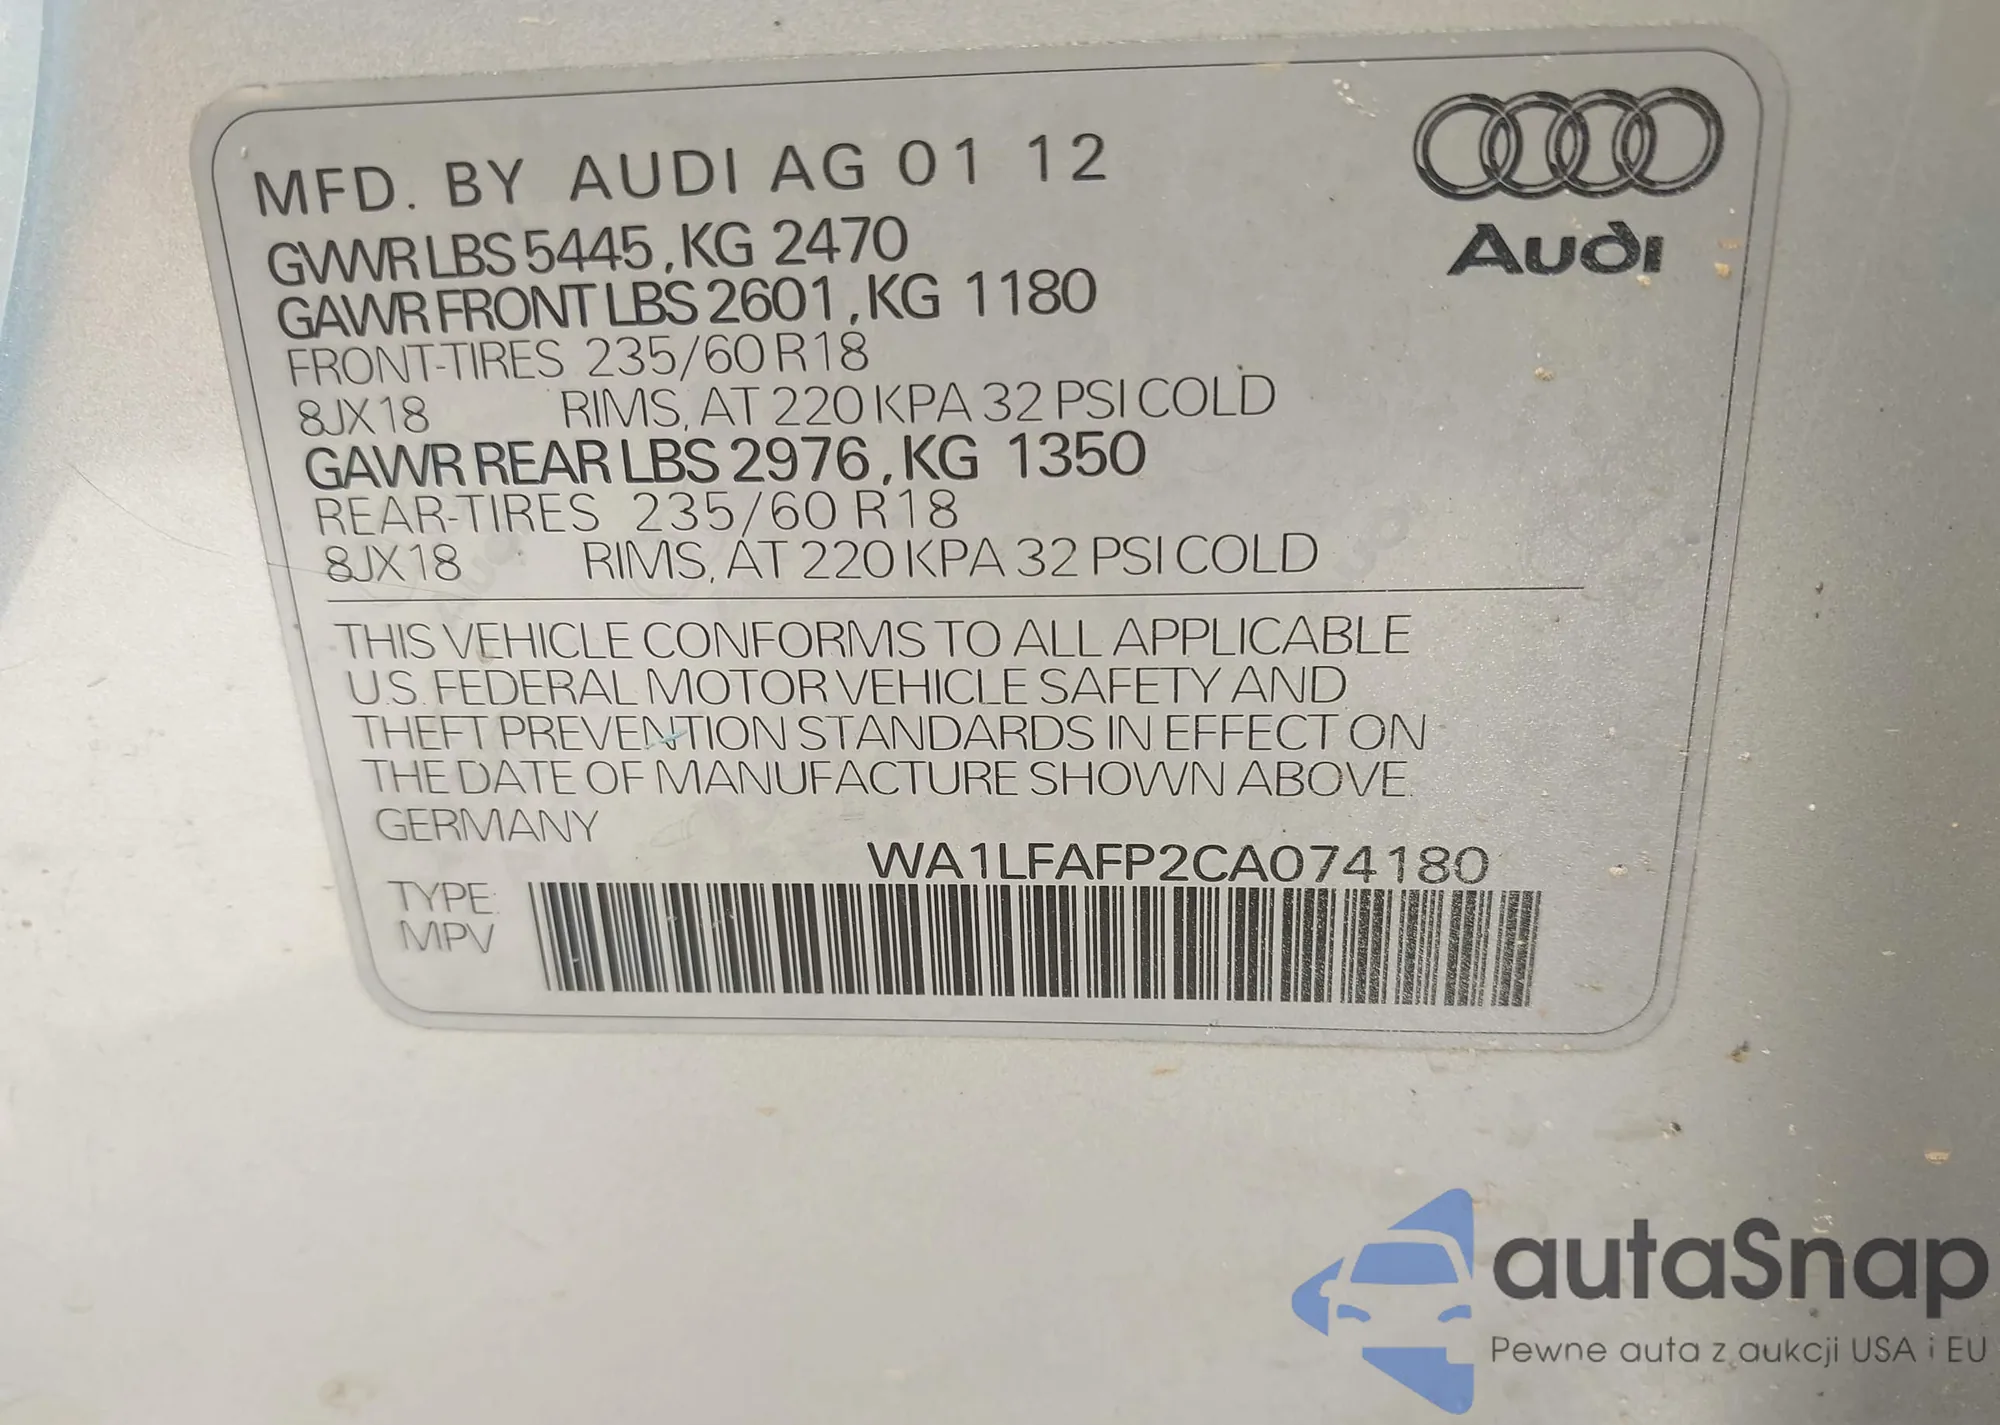 MFD. BY AUDI AG 01 12
Audi
GVWR LBS 5445, KG 2470
GAWR FRONT LBS 2601, KG 1180
FRONT-TIRES 235/60 R18
8JX18 RIMS, AT 220 KPA 32 PSI COLD
GAWR REAR LBS 2976, KG 1350
REAR-TIRES 235/60 R18
8JX18 RIMS, AT 220 KPA 32 PSI COLD
THIS VEHICLE CONFORMS TO ALL APPLICABLE
U.S. FEDERAL MOTOR VEHICLE SAFETY AND
THEFT PREVENTION STANDARDS IN EFFECT ON
THE DATE OF MANUFACTURE SHOWN ABOVE.
GERMANY
WA1LFAFP2CA074180
TYPE:
MPV
autaSnap
Pewne auta z aukcji USA i EU